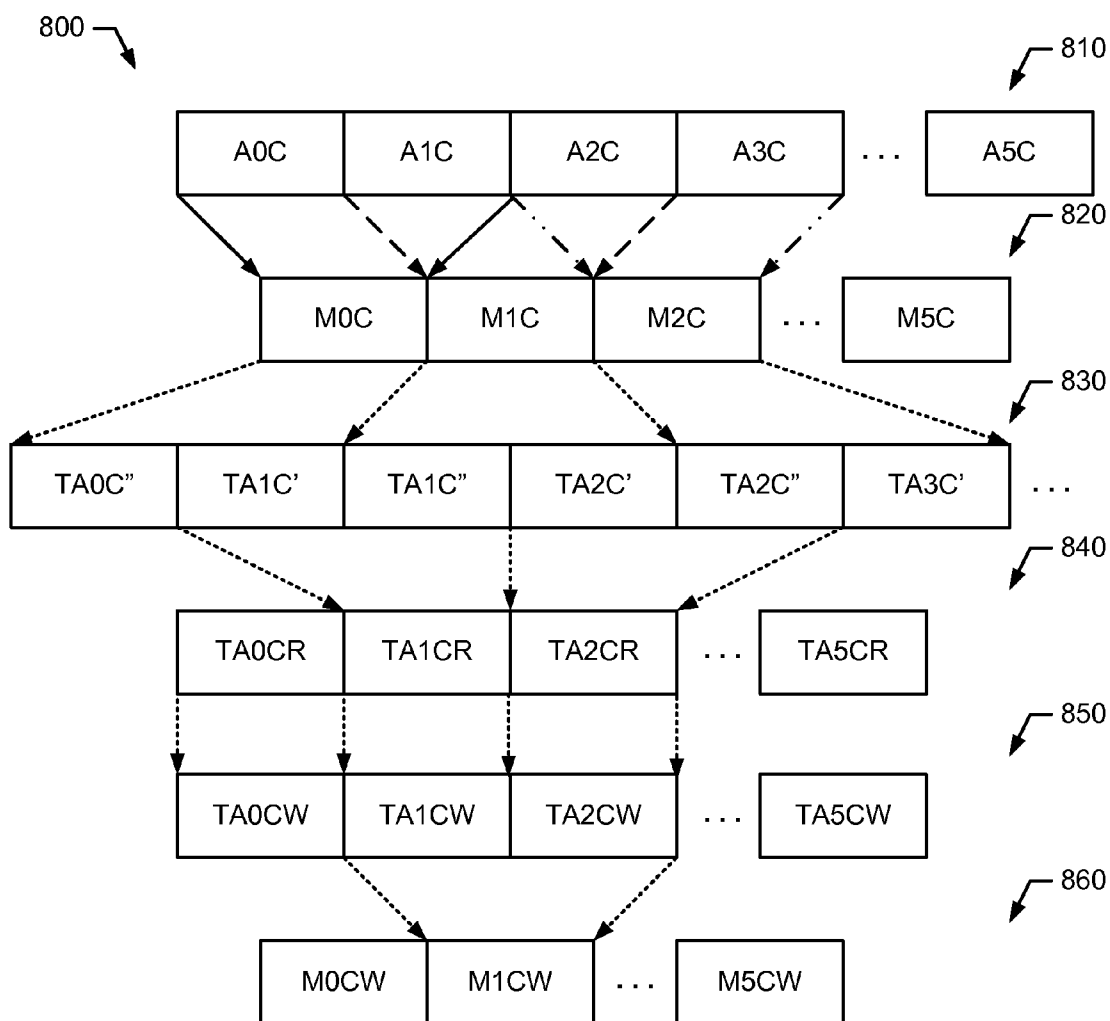 800
810
A0C A1C A2C A3C ... A5C
820
M0C M1C M2C ... M5C
830
TA0C” TA1C’ TA1C” TA2C’ TA2C” TA3C’ ...
840
TA0CR TA1CR TA2CR ... TA5CR
850
TA0CW TA1CW TA2CW ... TA5CW
860
M0CW M1CW ... M5CW